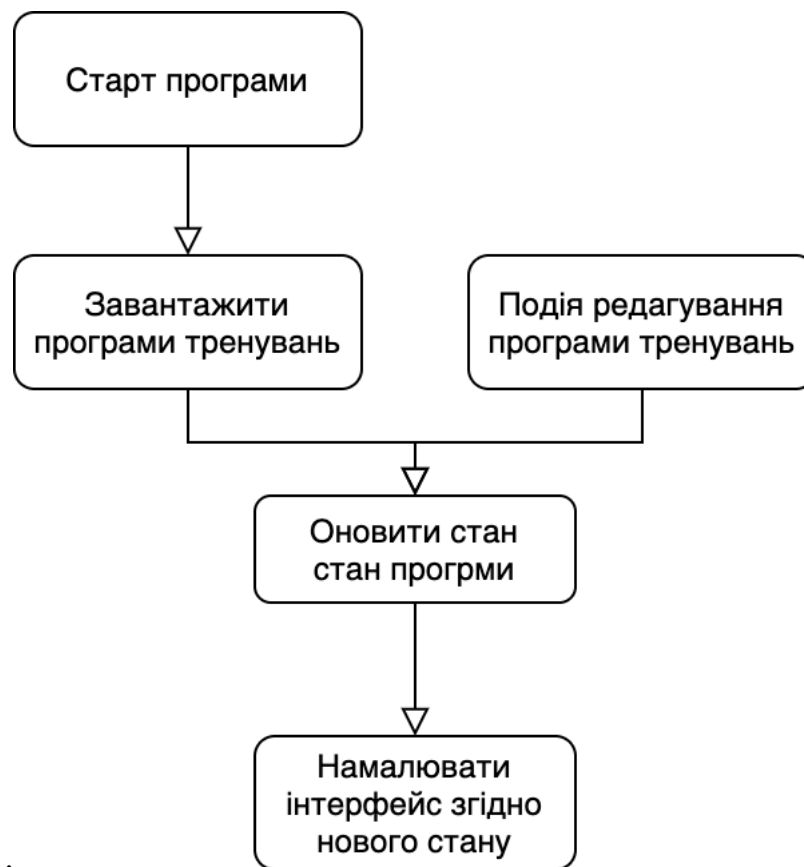 Старт програми
Завантажити
програми тренувань
Подія редагування
програми тренувань
Оновити стан
стан прогрми
Намалювати
інтерфейс згідно
нового стану